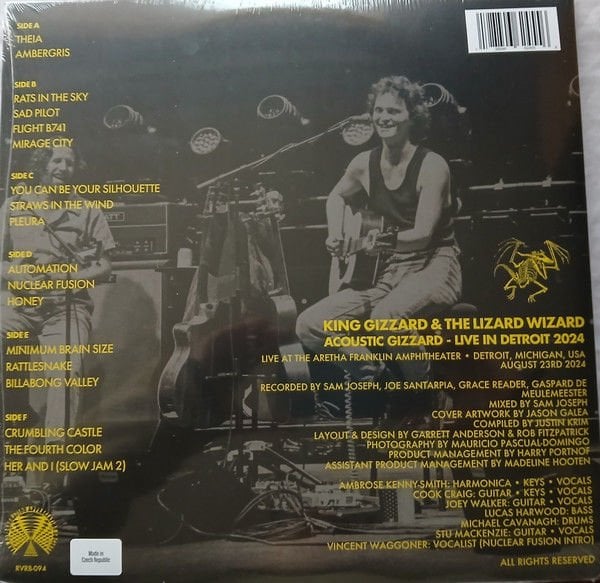 SIDE A
THEIA
AMBERGRIS
SIDE B
RATS IN THE SKY
SAD PILOT
FLIGHT B741
MIRAGE CITY
SIDE C
YOU CAN BE YOUR SILHOUETTE
STRAWS IN THE WIND
PLEURA
SIDE D
AUTOMATION
NUCLEAR FUSION
HONEY
SIDE E
MINIMUM BRAIN SIZE
RATTLESNAKE
BILLABONG VALLEY
SIDE F
CRUMBLING CASTLE
THE FOURTH COLOR
HER AND I (SLOW JAM 2)
RVRB-094
Made in
Czech Republic
KING GIZZARD & THE LIZARD WIZARD
ACOUSTIC GIZZARD - LIVE IN DETROIT 2024
LIVE AT THE ARETHA FRANKLIN AMPHITHEATER • DETROIT, MICHIGAN, USA
AUGUST 23RD 2024
RECORDED BY SAM JOSEPH, JOE SANTARPIA, GRACE READER, GASPARD DE
MEULEMEESTER
MIXED BY SAM JOSEPH
COVER ARTWORK BY JASON GALEA
COMPILED BY JUSTIN KRIM
LAYOUT & DESIGN BY GARRETT ANDERSON & ROB FITZPATRICK
PHOTOGRAPHY BY MAURICIO PASCUAL-DOMINGO
PRODUCT MANAGEMENT BY HARRY PORTNOF
ASSISTANT PRODUCT MANAGEMENT BY MADELINE HOOTEN
AMBROSE KENNY-SMITH: HARMONICA • KEYS • VOCALS
COOK CRAIG: GUITAR • KEYS • VOCALS
JOEY WALKER: GUITAR • VOCALS
LUCAS HARWOOD: BASS
MICHAEL CAVANAGH: DRUMS
STU MACKENZIE: GUITAR • VOCALS
VINCENT WAGGONER: VOCALIST (NUCLEAR FUSION INTRO)
ALL RIGHTS RESERVED